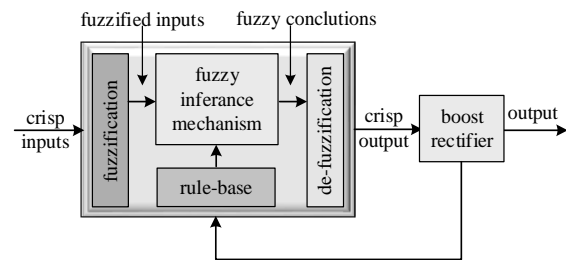 fuzzified inputs
fuzzy conclutions
crisp
inputs
fuzzification
fuzzy
inferance
mechanism
rule-base
de-fuzzification
crisp
output
boost
rectifier
output